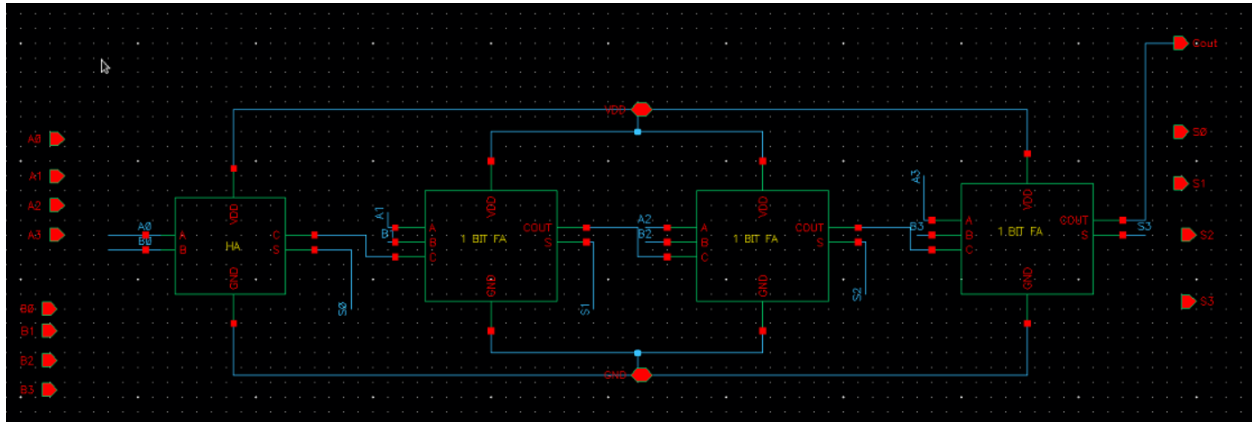 Cout
VDD
A0
S0
A1
S1
A2
A3
S2
B0
B1
B2
B3
S3
A0
B0
A
B
VDD
HA
GND
C
S
S0
A1
B1
A
B
C
VDD
1 BIT FA
GND
COUT
S
S1
A2
B2
A
B
C
VDD
1 BIT FA
GND
COUT
S
S2
A3
B3
A
B
C
VDD
1 BIT FA
GND
COUT
S
S3
GND